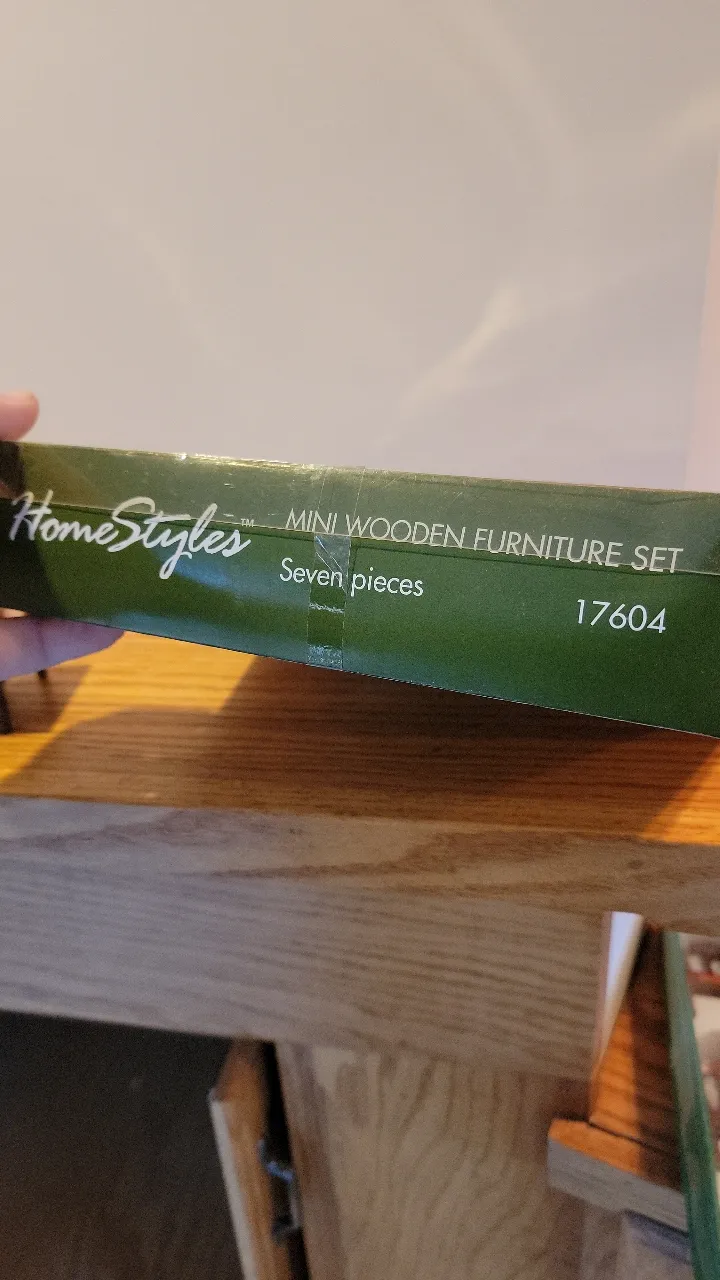 HomeStyles™ MINI WOODEN FURNITURE SET
Seven pieces
17604